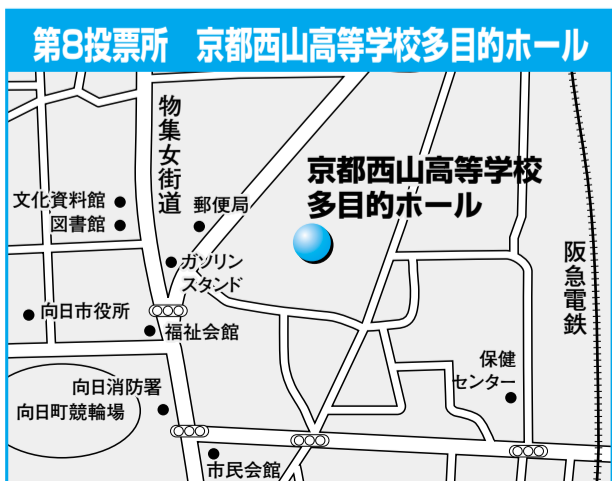 第8投票所　京都西山高等学校多目的ホール
物集女街道
京都西山高等学校
多目的ホール
文化資料館
図書館
郵便局
ガソリン
スタンド
阪急電鉄
向日市役所
福祉会館
保健
センター
向日消防署
向日町競輪場
市民会館